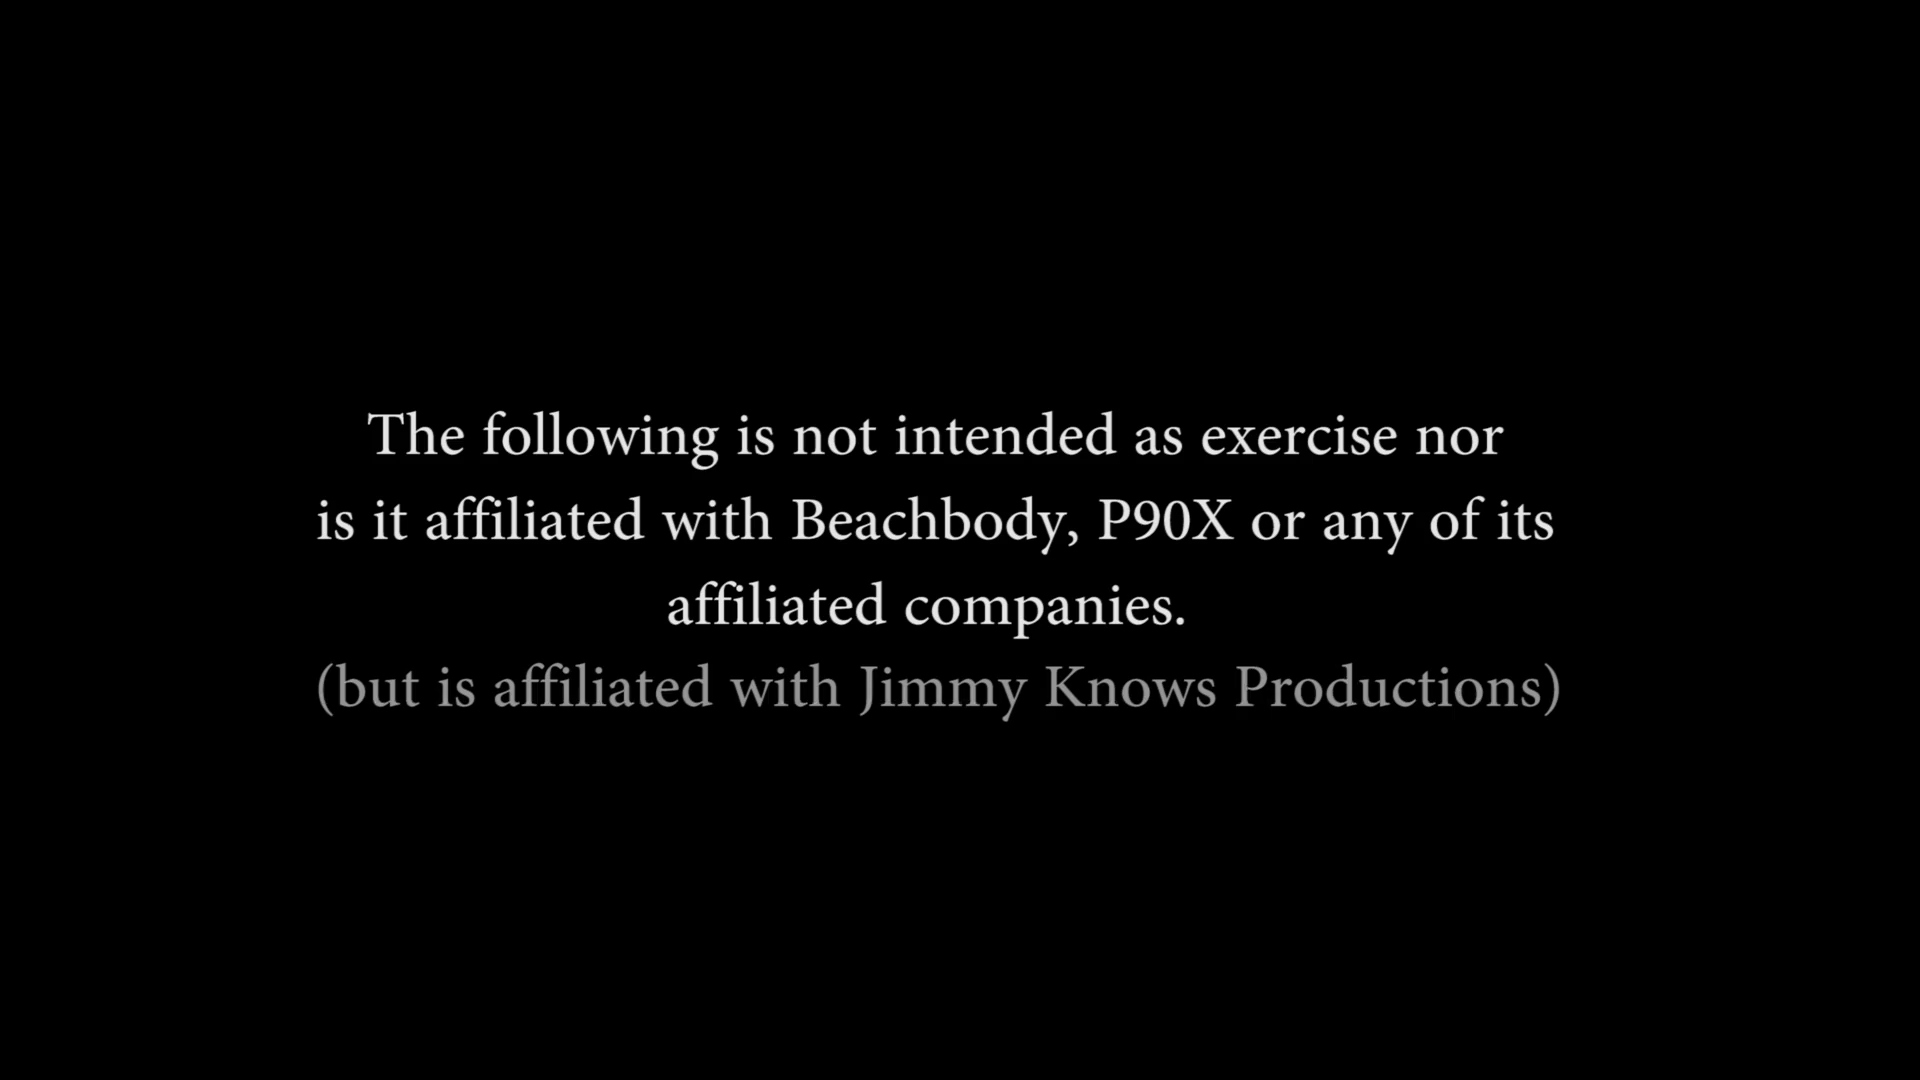 The following is not intended as exercise nor
is it affiliated with Beachbody, P90X or any of its
affiliated companies.
(but is affiliated with Jimmy Knows Productions)